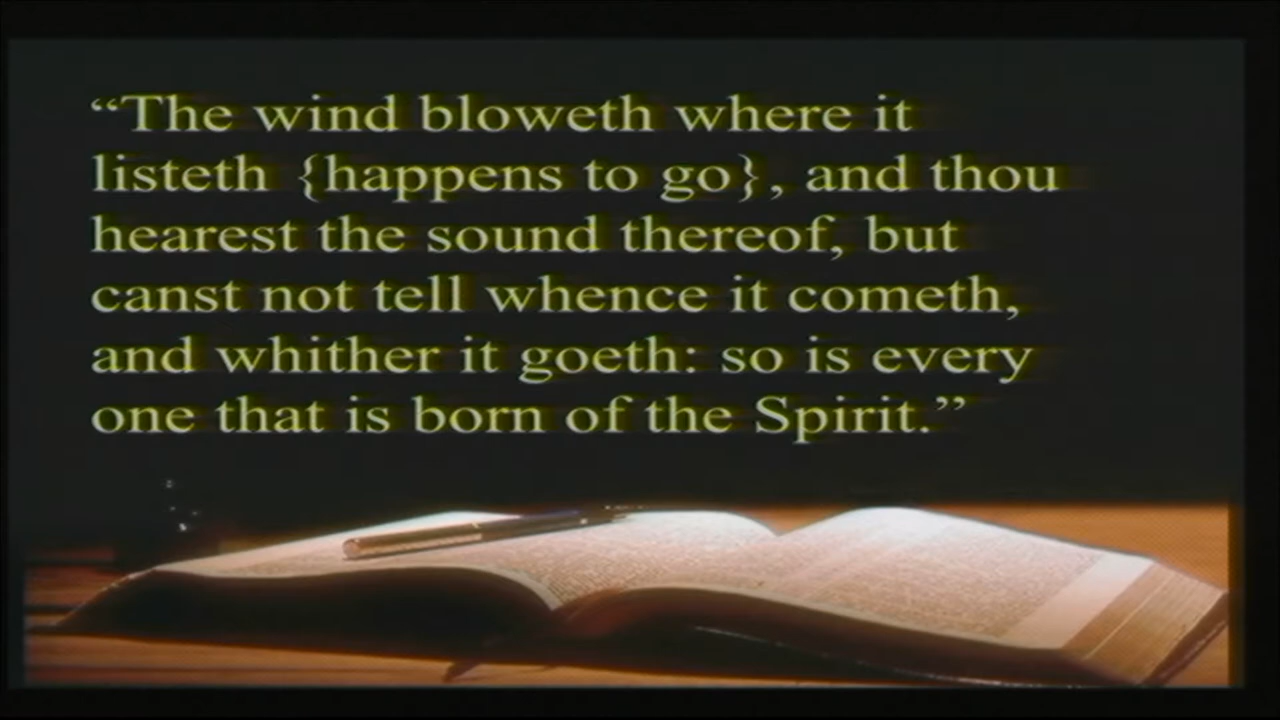 “The wind bloweth where it
listeth {happens to go}, and thou
hearest the sound thereof, but
canst not tell whence it cometh,
and whither it goeth: so is every
one that is born of the Spirit.”